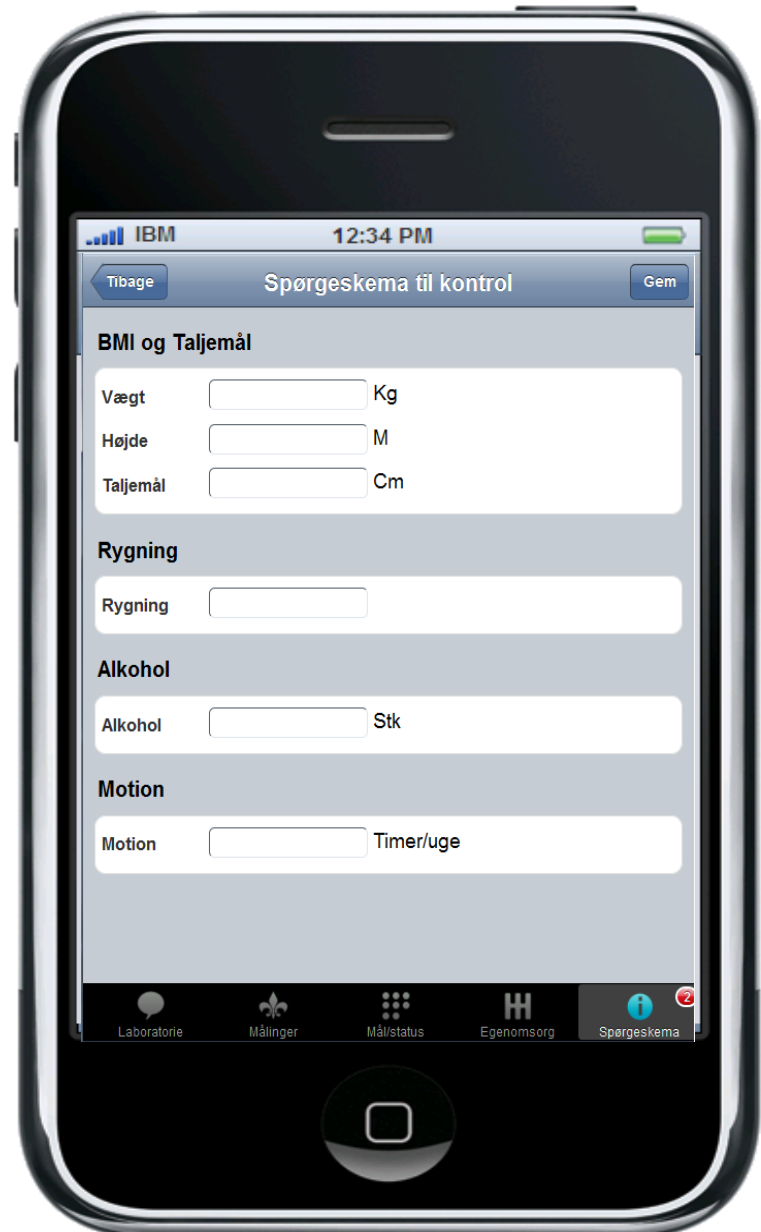 IBM 12:34 PM
Tibage Spørgeskema til kontrol Gem
BMI og Taljemål
Vægt Kg
Højde M
Taljemål Cm
Rygning
Rygning
Alkohol
Alkohol Stk
Motion
Motion Timer/uge
2
Laboratorie Målinger Mål/status Egenomsorg Spørgeskema